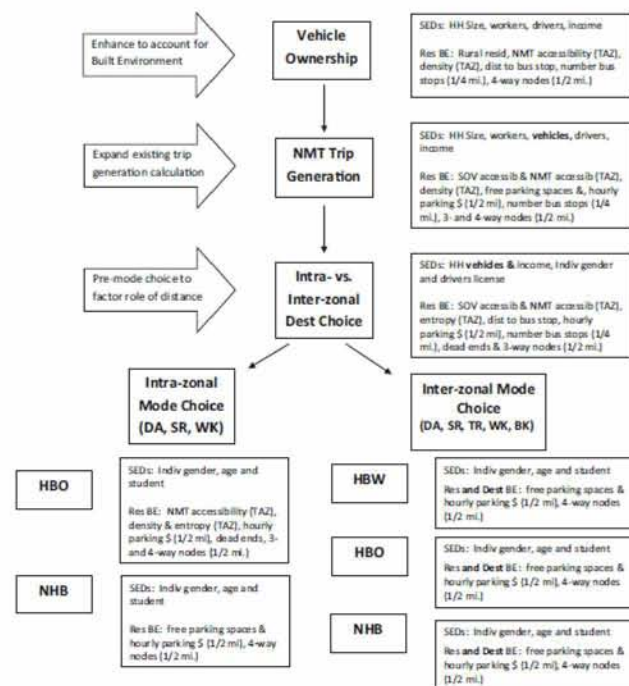 Enhance to account for
Built Environment
Vehicle
Ownership
SEDs: HH Size, workers, drivers, income
Res BE: Rural resid, NMT accessibility (TAZ),
density (TAZ), dist to bus stop, number bus
stops (1/4 mi.), 4-way nodes (1/2 mi.)
Expand existing trip
generation calculation
NMT Trip
Generation
SEDs: HH Size, workers, vehicles, drivers,
income
Res BE: SOV accessib & NMT accessib (TAZ),
density (TAZ), free parking spaces &, hourly
parking $ (1/2 mi), number bus stops (1/4
mi.), 3- and 4-way nodes (1/2 mi.)
Pre-mode choice to
factor role of distance
Intra- vs.
Inter-zonal
Dest Choice
SEDs: HH vehicles & income, Indiv gender
and drivers license
Res BE: SOV accessib & NMT accessib (TAZ),
entropy (TAZ), dist to bus stop, hourly
parking $ (1/2 mi), number bus stops (1/4
mi.), dead ends & 3-way nodes (1/2 mi.)
Intra-zonal
Mode Choice
(DA, SR, WK)
Inter-zonal Mode
Choice
(DA, SR, TR, WK, BK)
HBO
SEDs: Indiv gender, age and
student
Res BE: NMT accessibility (TAZ),
density & entropy (TAZ), hourly
parking $ (1/2 mi), dead ends, 3-
and 4-way nodes (1/2 mi.)
NHB
SEDs: Indiv gender, age and
student
Res BE: free parking spaces &
hourly parking $ (1/2 mi), 4-way
nodes (1/2 mi.)
HBW
SEDs: Indiv gender, age and student
Res and Dest BE: free parking spaces &
hourly parking $ (1/2 mi), 4-way nodes
(1/2 mi.)
HBO
SEDs: Indiv gender, age and student
Res and Dest BE: free parking spaces &
hourly parking $ (1/2 mi), 4-way nodes
(1/2 mi.)
NHB
SEDs: Indiv gender, age and student
Res and Dest BE: free parking spaces &
hourly parking $ (1/2 mi), 4-way nodes
(1/2 mi.)